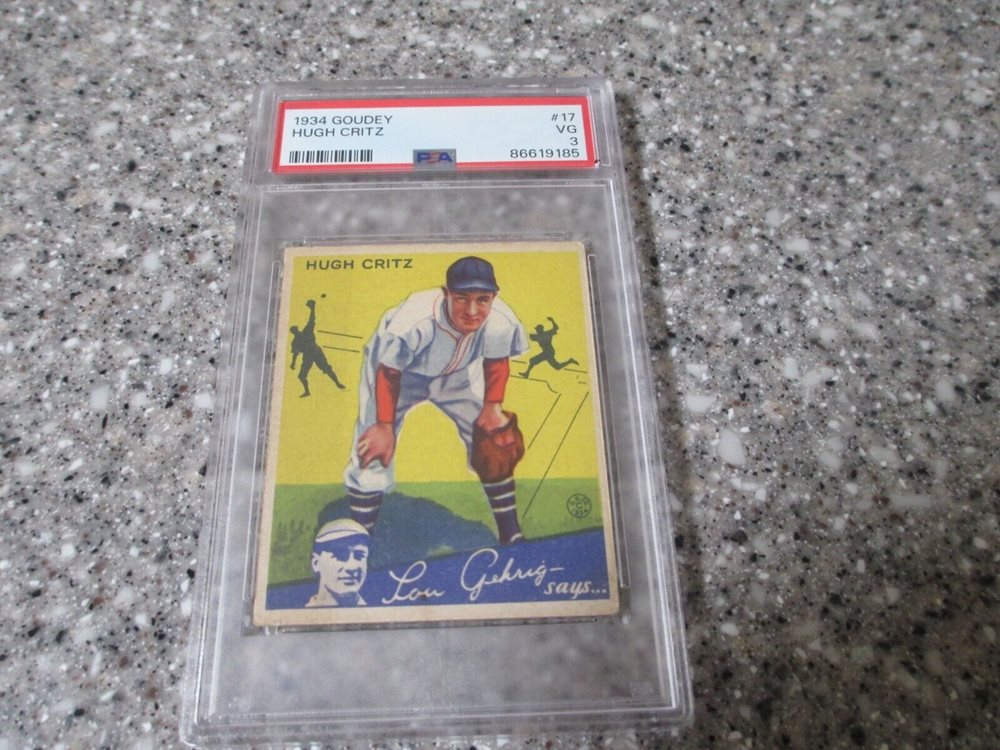 1934 GOUDEY #17
HUGH CRITZ VG
3
PSA 86619185
HUGH CRITZ
Lou Gehrig—
says...